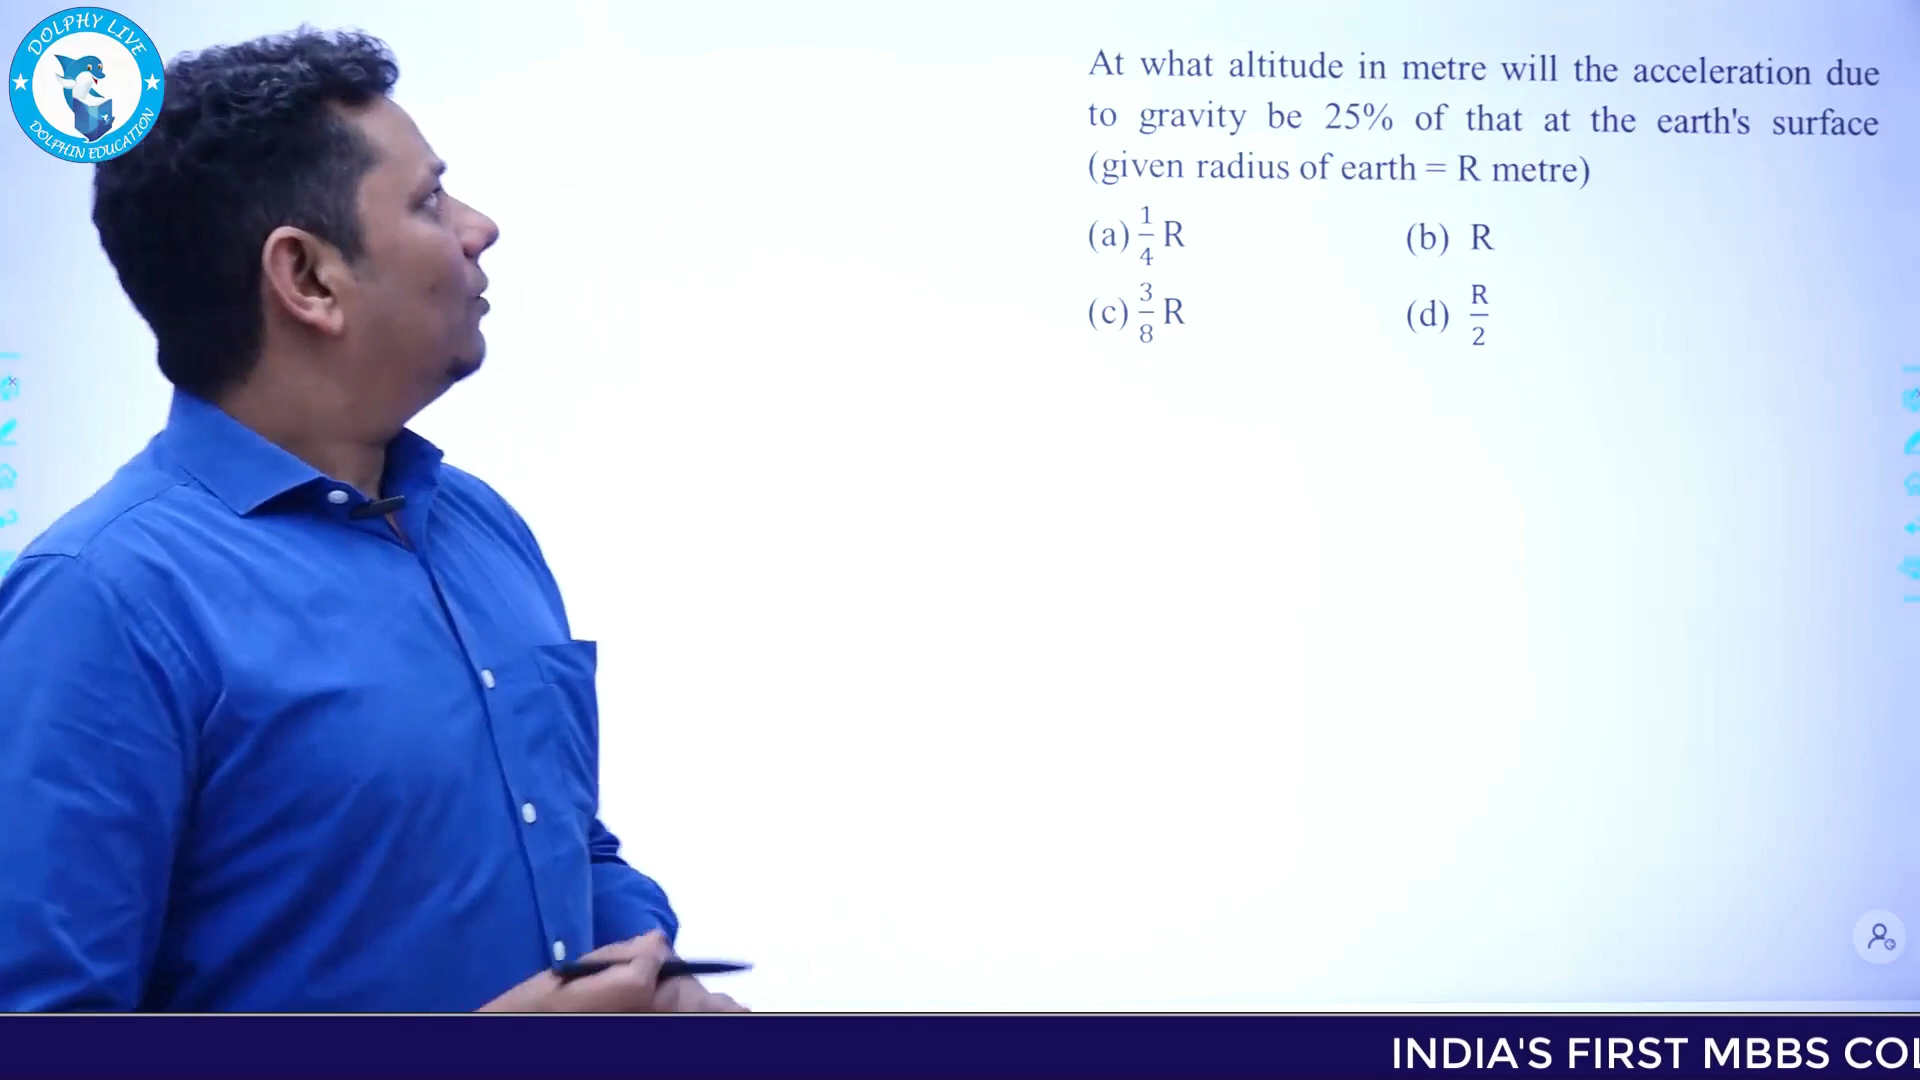 DOLPHY LIVE
DOLPHIN EDUCATION
At what altitude in metre will the acceleration due
to gravity be 25% of that at the earth's surface
(given radius of earth = R metre)
(a) 1/4 R (b) R
(c) 3/8 R (d) R/2
INDIA'S FIRST MBBS COL